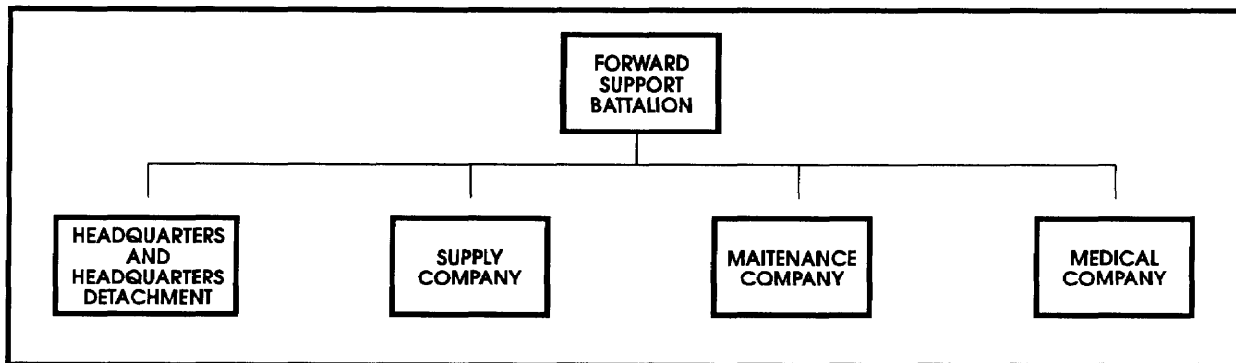 FORWARD
SUPPORT
BATTALION
HEADQUARTERS
AND
HEADQUARTERS
DETACHMENT
SUPPLY
COMPANY
MAITENANCE
COMPANY
MEDICAL
COMPANY